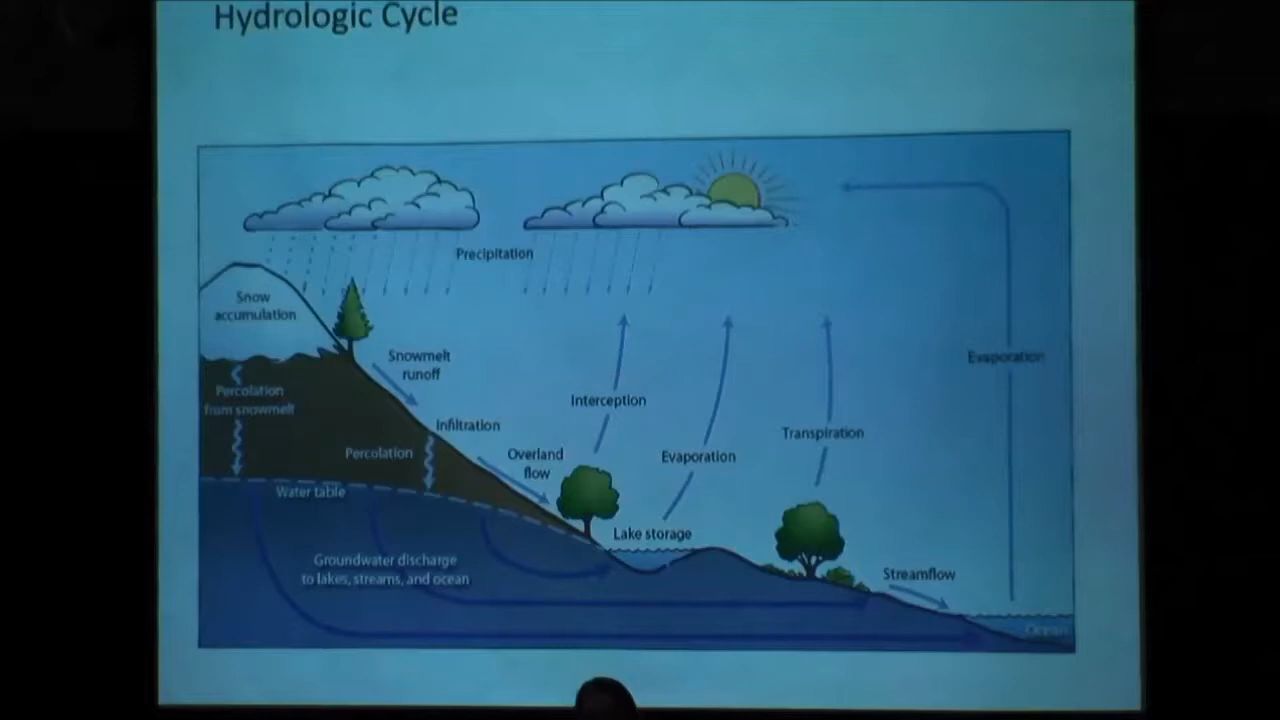 Hydrologic Cycle
Precipitation
Snow
accumulation
Snowmelt
runoff
Evaporation
Percolation
from snowmelt
Interception
Infiltration
Transpiration
Percolation
Overland
flow
Evaporation
Water table
Lake storage
Groundwater discharge
to lakes, streams, and ocean
Streamflow
Ocean